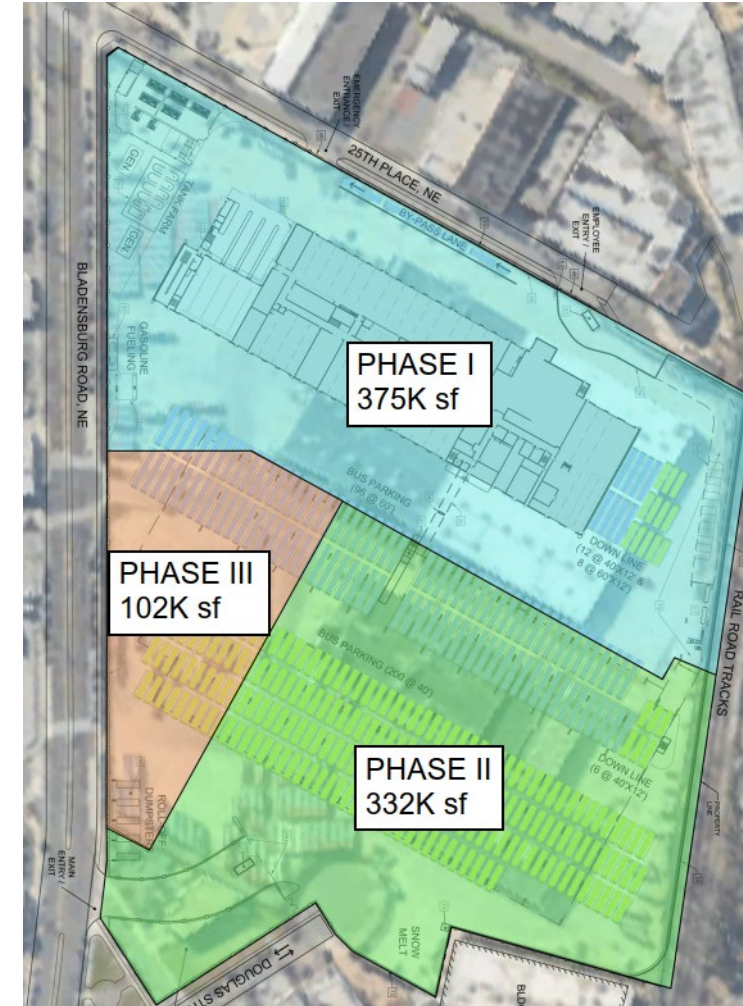 EMERGENCY
ENTRANCE /
EXIT
25TH PLACE, NE
BY-PASS LANE
EMPLOYEE
ENTRY /
EXIT
GEN
TANK FARM
GEN
BLADENSBURG ROAD, NE
GASOLINE
FUELING
PHASE I
375K sf
BUS PARKING
(96 @ 60')
DOWN LINE
(12 @ 40'X12' &
8 @ 60'X12')
RAIL ROAD TRACKS
PHASE III
102K sf
BUS PARKING (200 @ 40')
PHASE II
332K sf
DOWN LINE
(6 @ 40'X12')
PROPERTY
LINE
DUMPSTER
MAIN
ENTRY /
EXIT
SNOW
MELT
DOUGLAS ST